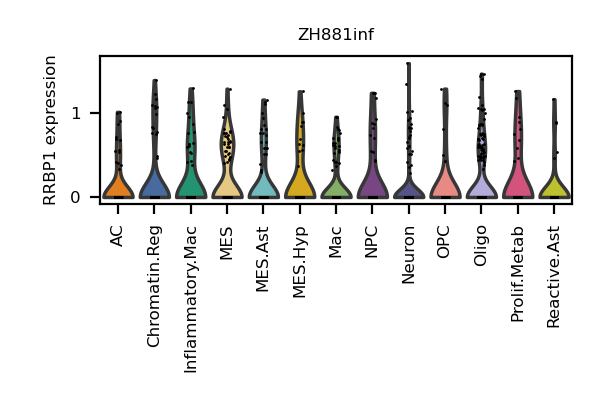 ZH881inf
RRBP1 expression
1
0
AC
Chromatin.Reg
Inflammatory.Mac
MES
MES.Ast
MES.Hyp
Mac
NPC
Neuron
OPC
Oligo
Prolif.Metab
Reactive.Ast